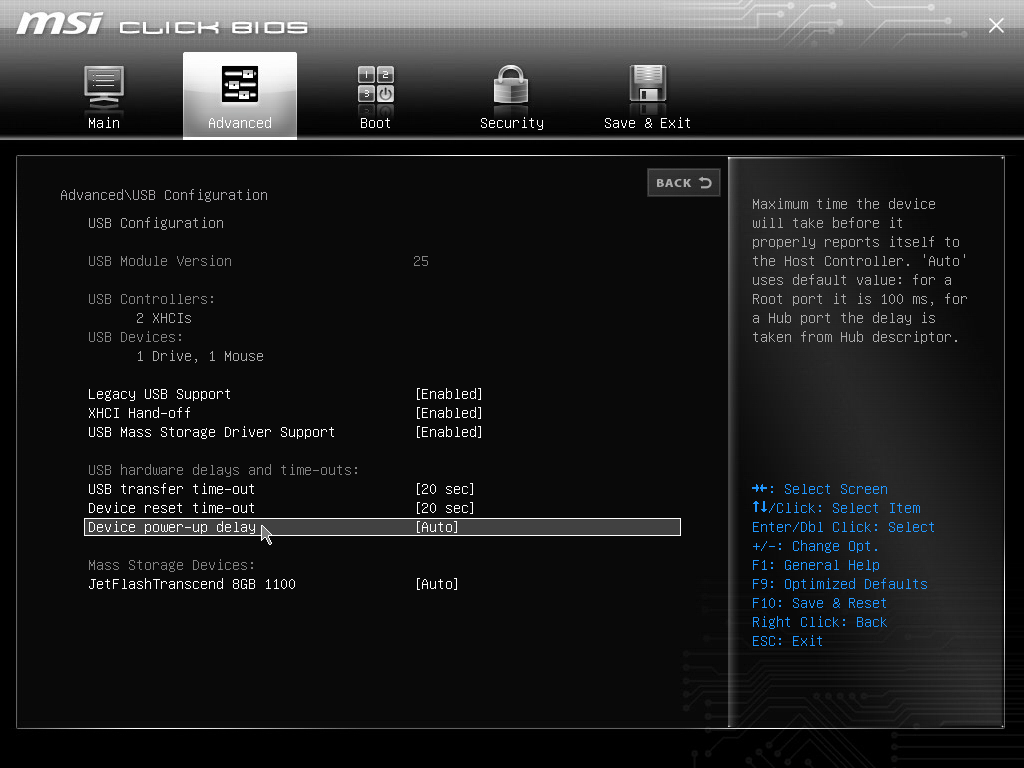 msi CLICK BIOS
1 2
3
Main Advanced Boot Security Save & Exit
BACK
Advanced\USB Configuration
USB Configuration
USB Module Version 25
USB Controllers:
2 XHCIs
USB Devices:
1 Drive, 1 Mouse
Legacy USB Support [Enabled]
XHCI Hand-off [Enabled]
USB Mass Storage Driver Support [Enabled]
USB hardware delays and time-outs:
USB transfer time-out [20 sec]
Device reset time-out [20 sec]
Device power-up delay [Auto]
Mass Storage Devices:
JetFlashTranscend 8GB 1100 [Auto]
Maximum time the device
will take before it
properly reports itself to
the Host Controller. 'Auto'
uses default value: for a
Root port it is 100 ms, for
a Hub port the delay is
taken from Hub descriptor.
→←: Select Screen
↑↓/Click: Select Item
Enter/Dbl Click: Select
+/-: Change Opt.
F1: General Help
F9: Optimized Defaults
F10: Save & Reset
Right Click: Back
ESC: Exit